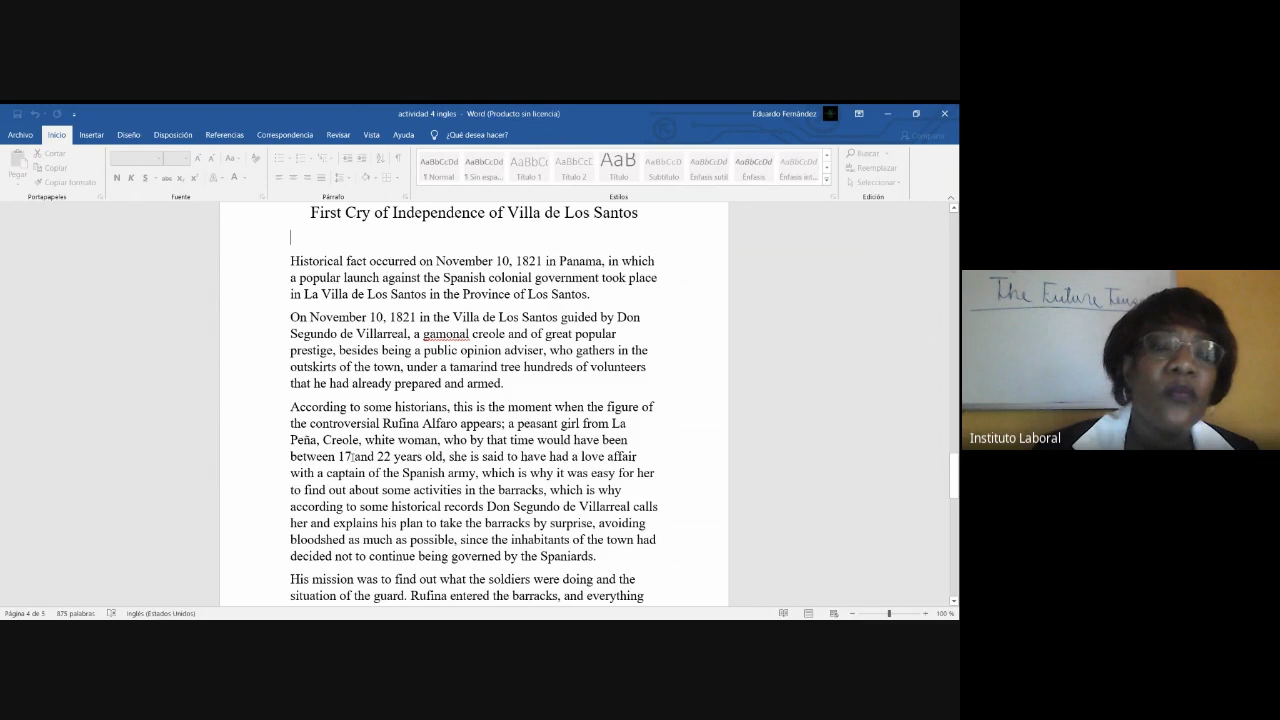 actividad 4 ingles - Word (Producto sin licencia)
Eduardo Fernández
Archivo Inicio Insertar Diseño Disposición Referencias Correspondencia Revisar Vista Ayuda ¿Qué desea hacer? Compartir
Pegar
Cortar
Copiar
Copiar formato
Portapapeles
N K S abc x₂ x² A
Aa
Fuente
Párrafo
AaBbCcDd AaBbCcDd AaBbC AaBbCcC AaB AaBbCcD AaBbCcDd AaBbCcDd AaBbCcDd
¶ Normal ¶ Sin espa... Título 1 Título 2 Título Subtítulo Énfasis sutil Énfasis Énfasis int...
Estilos
Buscar
Reemplazar
Seleccionar
Edición
First Cry of Independence of Villa de Los Santos
Historical fact occurred on November 10, 1821 in Panama, in which
a popular launch against the Spanish colonial government took place
in La Villa de Los Santos in the Province of Los Santos.
On November 10, 1821 in the Villa de Los Santos guided by Don
Segundo de Villarreal, a gamonal creole and of great popular
prestige, besides being a public opinion adviser, who gathers in the
outskirts of the town, under a tamarind tree hundreds of volunteers
that he had already prepared and armed.
According to some historians, this is the moment when the figure of
the controversial Rufina Alfaro appears; a peasant girl from La
Peña, Creole, white woman, who by that time would have been
between 17 and 22 years old, she is said to have had a love affair
with a captain of the Spanish army, which is why it was easy for her
to find out about some activities in the barracks, which is why
according to some historical records Don Segundo de Villarreal calls
her and explains his plan to take the barracks by surprise, avoiding
bloodshed as much as possible, since the inhabitants of the town had
decided not to continue being governed by the Spaniards.
His mission was to find out what the soldiers were doing and the
situation of the guard. Rufina entered the barracks, and everything
Página 4 de 5 875 palabras Inglés (Estados Unidos) 100 %
The Future Tense
Instituto Laboral